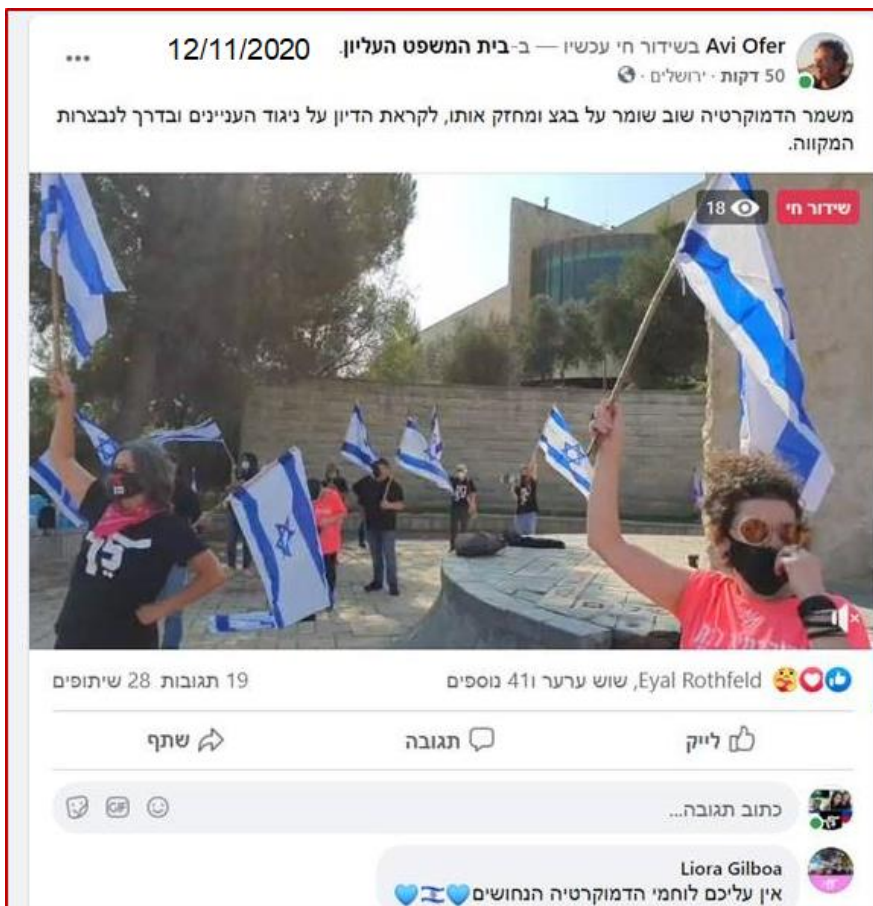 Avi Ofer בשידור חי עכשיו — ב-בית המשפט העליון.
12/11/2020
50 דקות · ירושלים ·
משמר הדמוקרטיה שוב שומר על בגצ ומחזק אותו, לקראת הדיון על ניגוד העניינים ובדרך לנבצרות
המקווה.
שידור חי
18
לך
Eyal Rothfeld, שוש ערער ו41 נוספים
19 תגובות 28 שיתופים
לייק
תגובה
שתף
כתוב תגובה...
GIF
Liora Gilboa
אין עליכם לוחמי הדמוקרטיה הנחושים💙🇮🇱💙